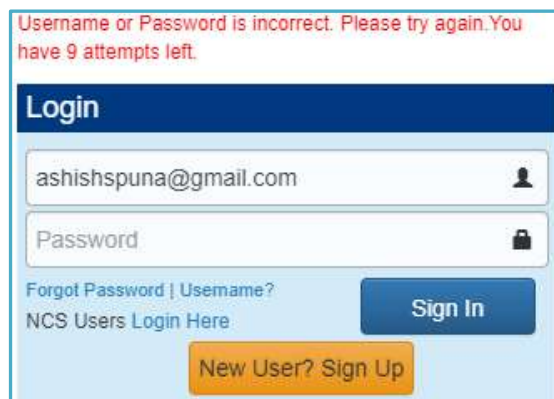 Username or Password is incorrect. Please try again.You
have 9 attempts left.
Login
ashishspuna@gmail.com
Password
Forgot Password | Username?
NCS Users Login Here
Sign In
New User? Sign Up